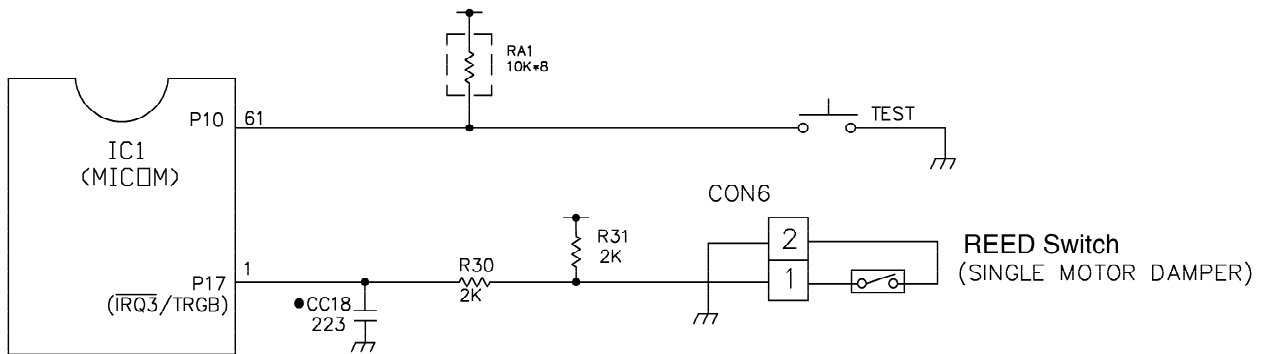 RA1
10K*8
P10
61
TEST
IC1
(MICOM)
CON6
2
REED Switch
(SINGLE MOTOR DAMPER)
R31
2K
1
P17
1
R30
2K
(IRQ3/TRGB)
●CC18
223